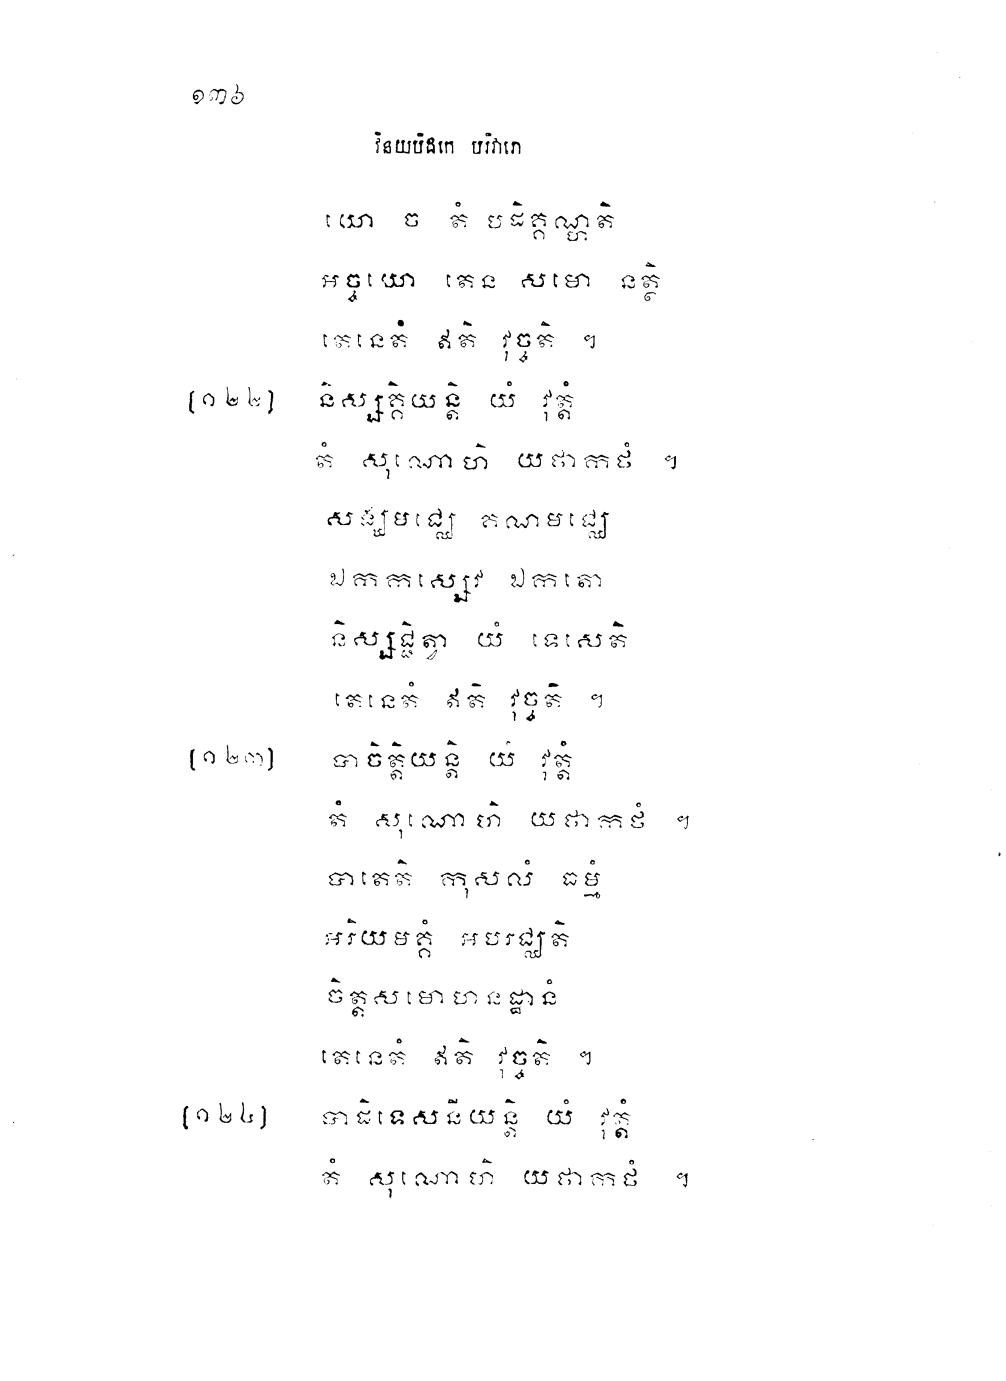 ១៣៦
វិនយបិដកេ បរិវារោ
យោ ច តំ បដិគ្គណ្ហតិ
អច្ចយោ តេន សមោ នត្ថិ
តេនេតំ ឥតិ វុច្ចតិ ។
[១២២] និស្សគ្គិយន្តិ យំ វុត្តំ
តំ សុណោហិ យថាកថំ ។
សង្ឃមជ្ឈេ គណមជ្ឈេ
ឯកកស្សេវ ឯកតោ
និស្សជ្ជិត្វា យំ ទេសេតិ
តេនេតំ ឥតិ វុច្ចតិ ។
[១២៣] បាចិត្តិយន្តិ យំ វុត្តំ
តំ សុណោហិ យថាកថំ ។
បាតេតិ កុសលំ ធម្មំ
អរិយមគ្គំ អបរជ្ឈតិ
ចិត្តសមោហនដ្ឋានំ
តេនេតំ ឥតិ វុច្ចតិ ។
[១២៤] បាដិទេសនីយន្តិ យំ វុត្តំ
តំ សុណោហិ យថាកថំ ។